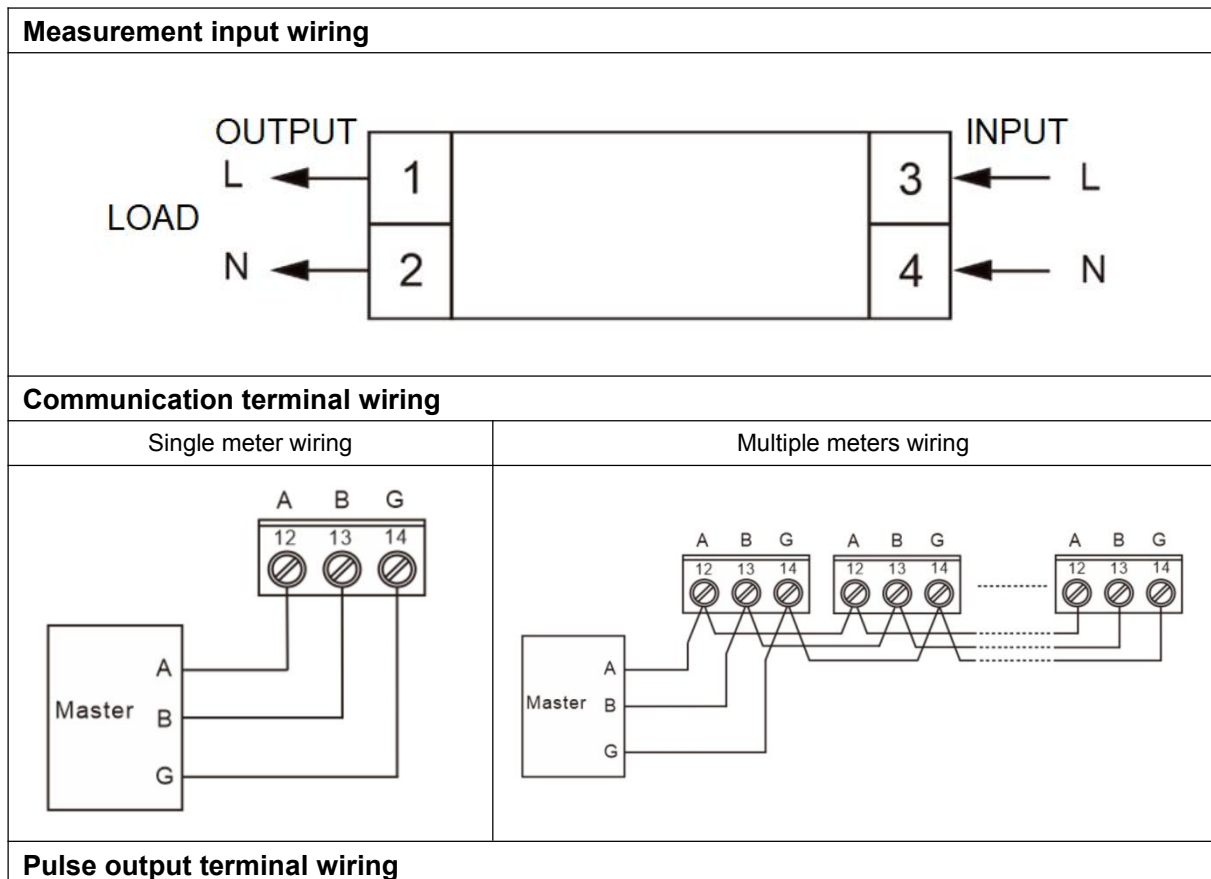 Measurement input wiring
OUTPUT INPUT
L 1 3 L
LOAD
N 2 4 N
Communication terminal wiring
Single meter wiring
Multiple meters wiring
A B G
12 13 14
Master
A
B
G
A B G A B G A B G
12 13 14 12 13 14 12 13 14
Master
A
B
G
Pulse output terminal wiring